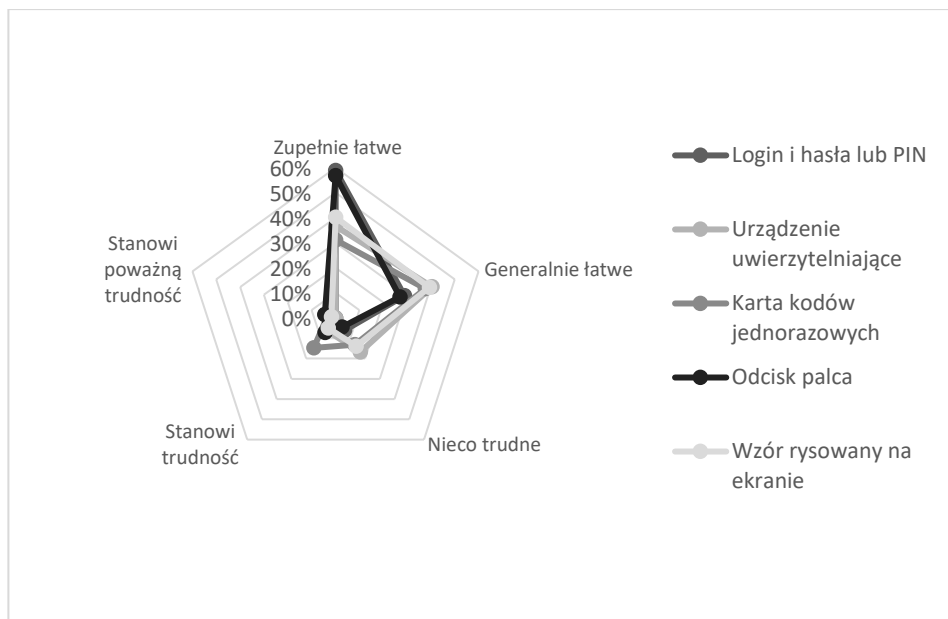 Zupełnie łatwe
60%
50%
40%
30%
20%
10%
0%
Generalnie łatwe
Nieco trudne
Stanowi
trudność
Stanowi
poważną
trudność
Login i hasła lub PIN
Urządzenie
uwierzytelniające
Karta kodów
jednorazowych
Odcisk palca
Wzór rysowany na
ekranie